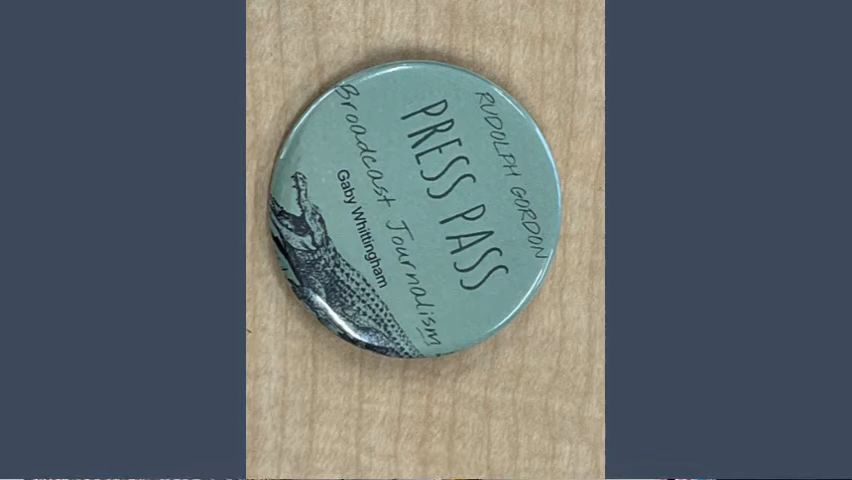 RUDOLPH GORDON
PRESS PASS
Broadcast Journalism
Gaby Whittingham